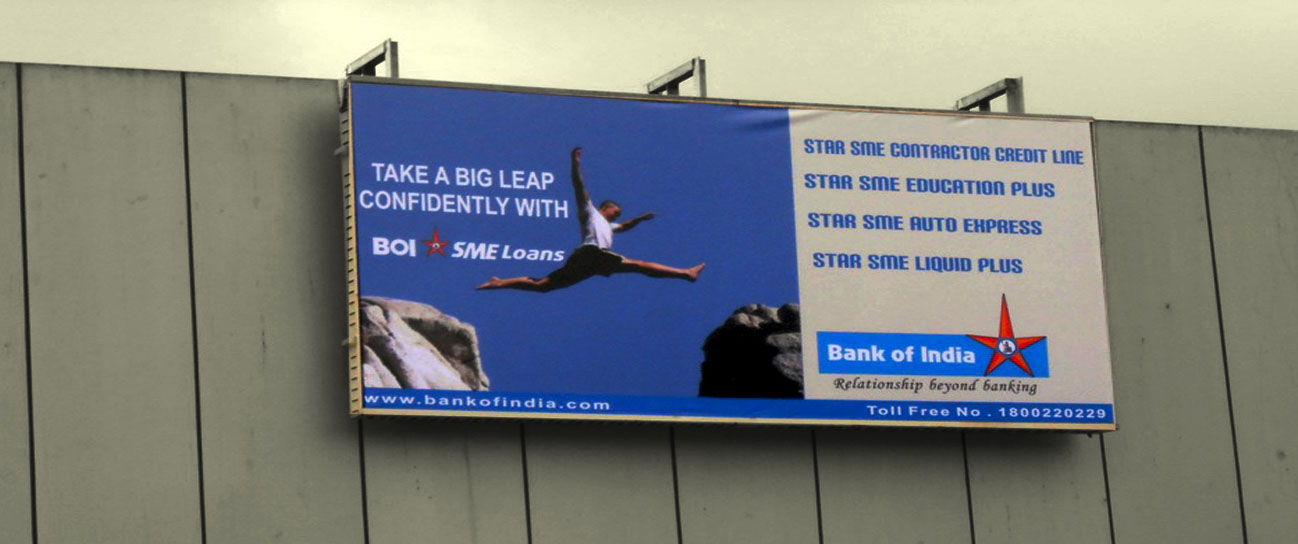 TAKE A BIG LEAP
CONFIDENTLY WITH
BOI SME Loans
www.bankofindia.com
STAR SME CONTRACTOR CREDIT LINE
STAR SME EDUCATION PLUS
STAR SME AUTO EXPRESS
STAR SME LIQUID PLUS
Bank of India
Relationship beyond banking
Toll Free No . 1800220229